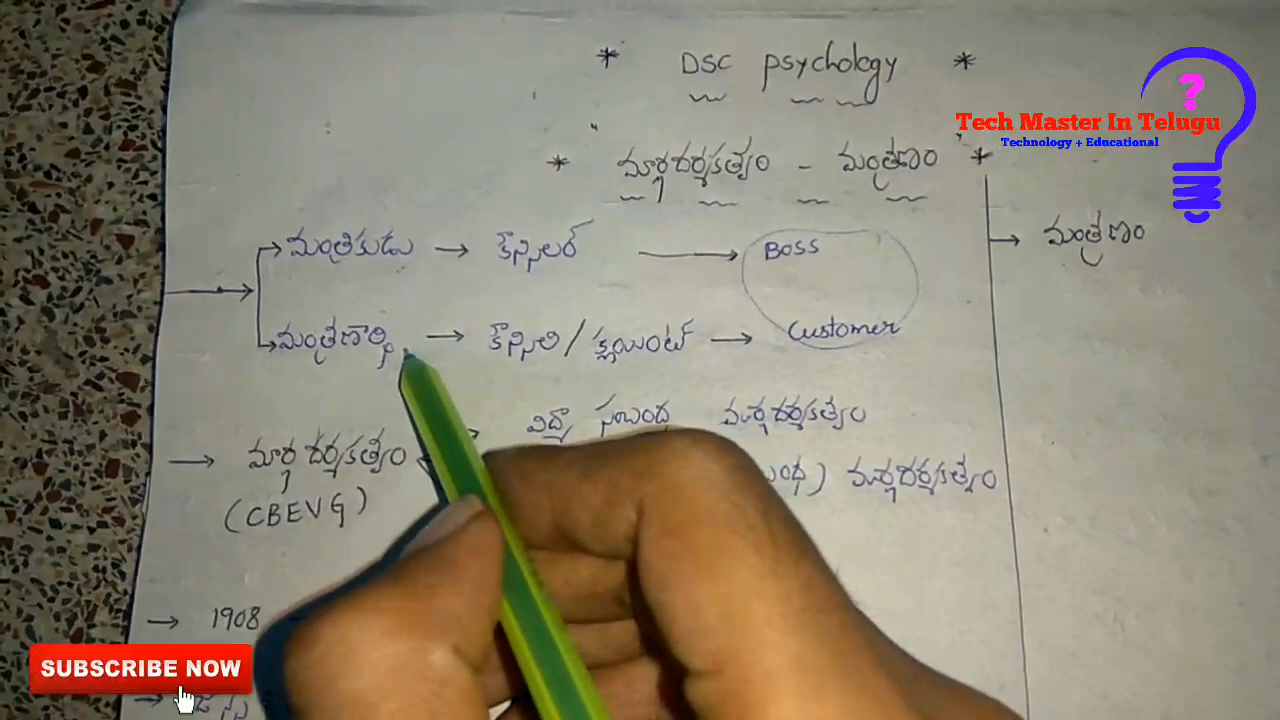 * DSC psychology *
* మార్గదర్శకత్వం - మంత్రణం *
Tech Master In Telugu
Technology + Educational
?
→ మంత్రణం
→ మంత్రికుడు → కౌన్సిలర్ → Boss
→ మంత్రణార్థి → కౌన్సిలి / క్లయింట్ → Customer
విద్యా సంబంధ మార్గదర్శకత్వం
→ మార్గదర్శకత్వం
మార్గదర్శకత్వం
(CBEVG)
→ 1908
SUBSCRIBE NOW